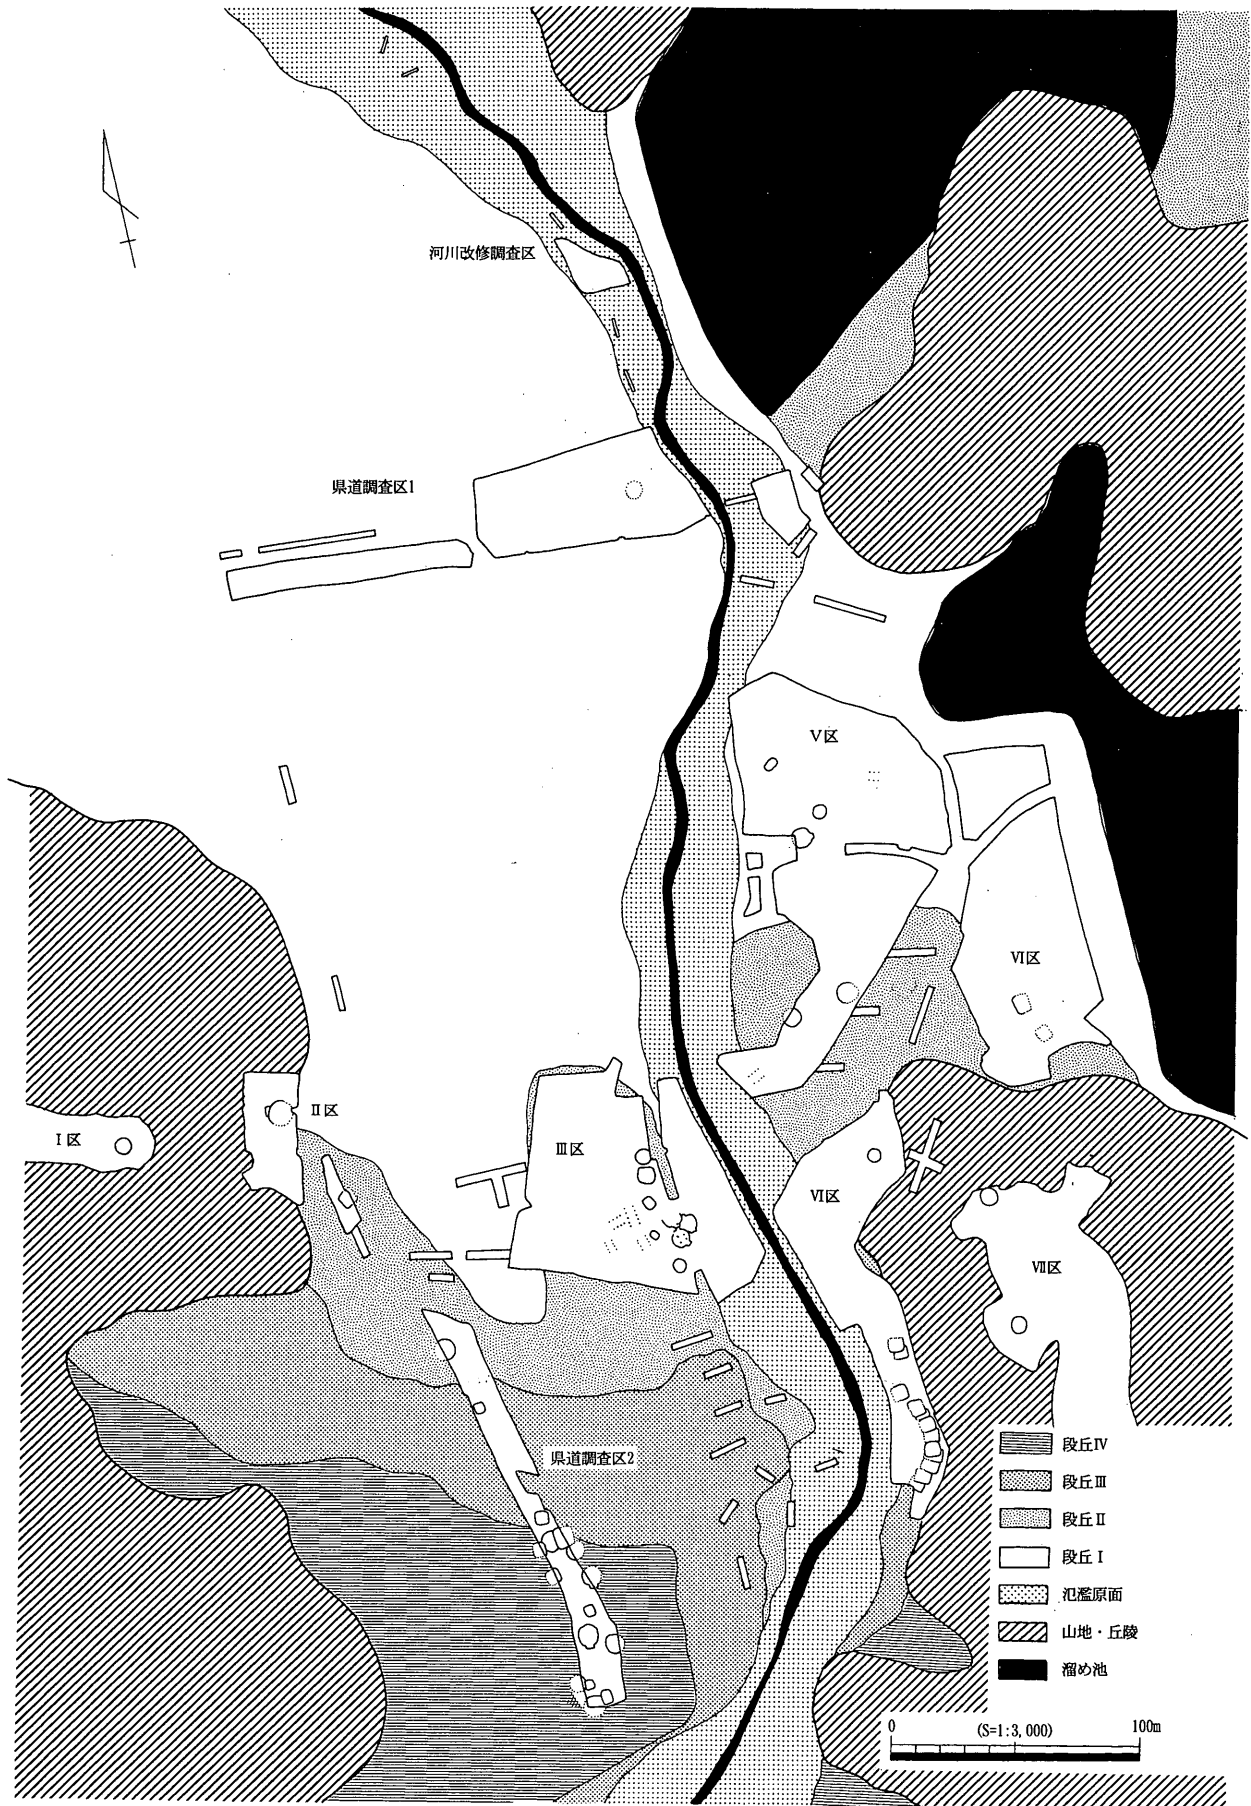 河川改修調査区
県道調査区1
Ⅴ区
Ⅵ区
Ⅱ区
Ⅰ区
Ⅲ区
Ⅵ区
Ⅶ区
県道調査区2
段丘Ⅳ
段丘Ⅲ
段丘Ⅱ
段丘Ⅰ
氾濫原面
山地・丘陵
溜め池
0 (S=1:3,000) 100m